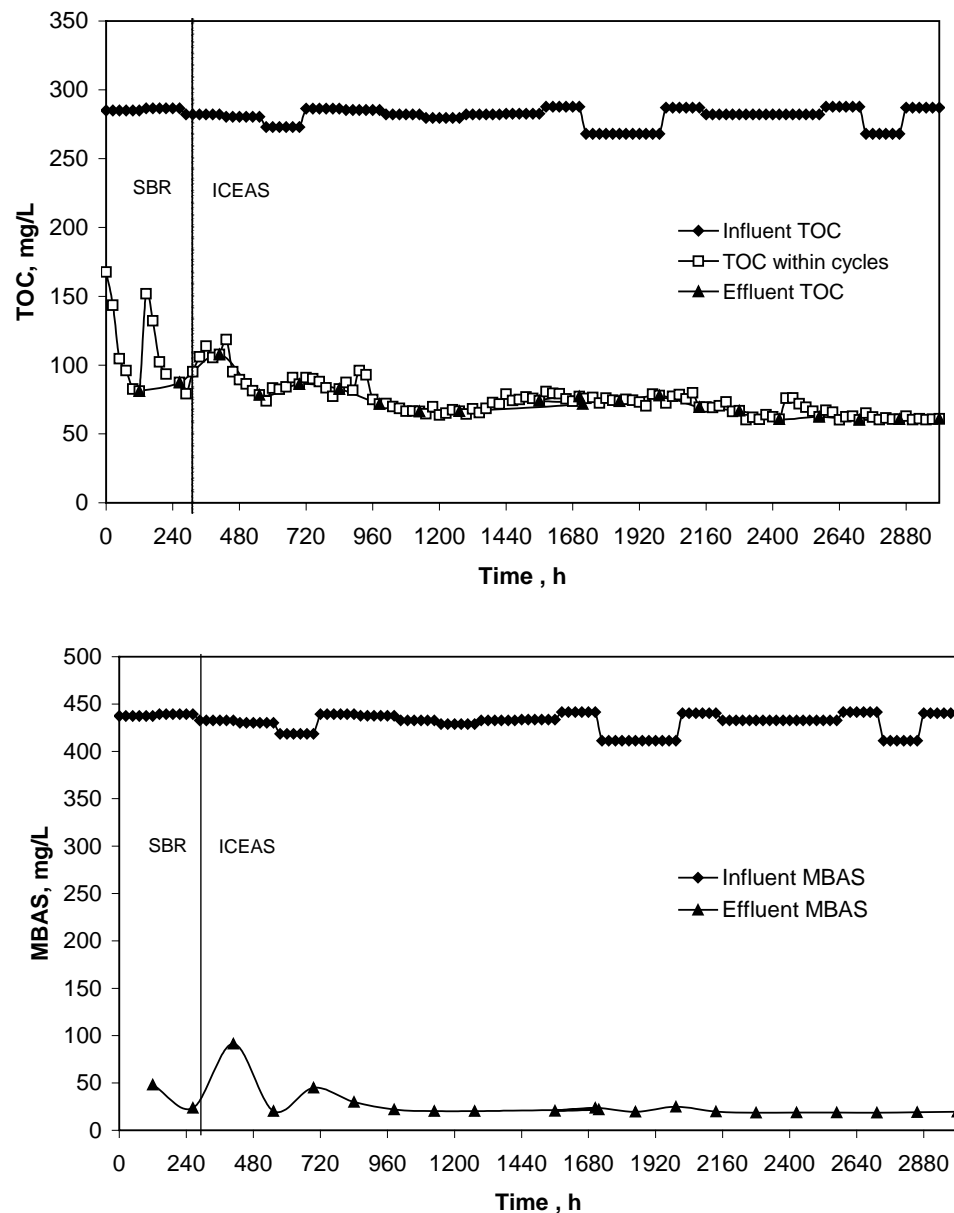 350
300
250
200
150
100
50
0
TOC, mg/L
SBR
ICEAS
Influent TOC
TOC within cycles
Effluent TOC
0 240 480 720 960 1200 1440 1680 1920 2160 2400 2640 2880
Time , h
500
450
400
350
300
250
200
150
100
50
0
MBAS, mg/L
SBR
ICEAS
Influent MBAS
Effluent MBAS
0 240 480 720 960 1200 1440 1680 1920 2160 2400 2640 2880
Time , h